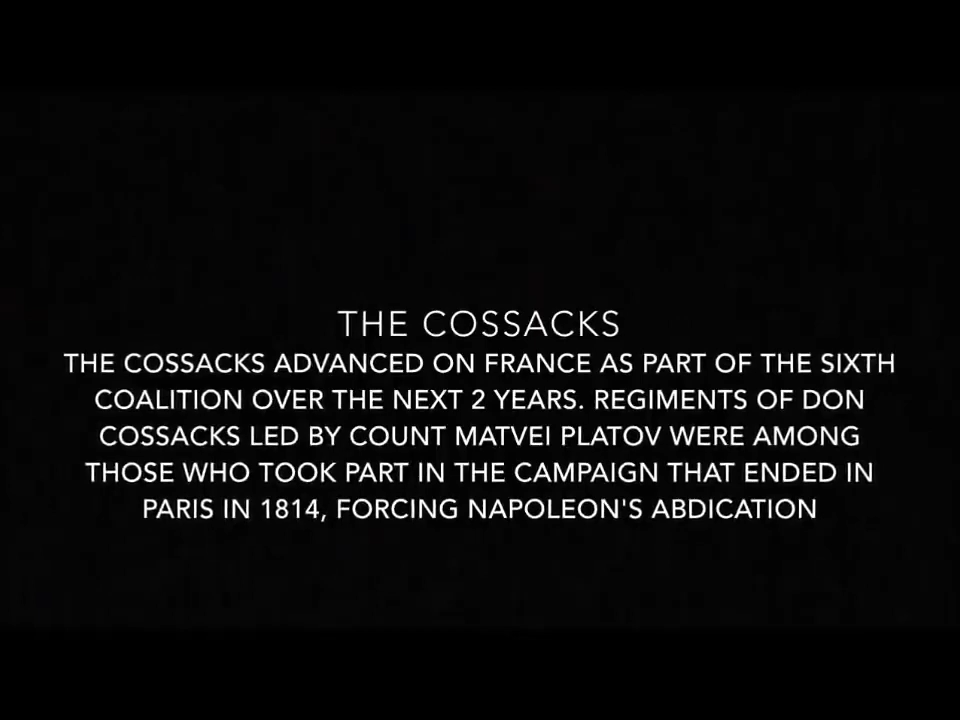 THE COSSACKS
THE COSSACKS ADVANCED ON FRANCE AS PART OF THE SIXTH
COALITION OVER THE NEXT 2 YEARS. REGIMENTS OF DON
COSSACKS LED BY COUNT MATVEI PLATOV WERE AMONG
THOSE WHO TOOK PART IN THE CAMPAIGN THAT ENDED IN
PARIS IN 1814, FORCING NAPOLEON'S ABDICATION